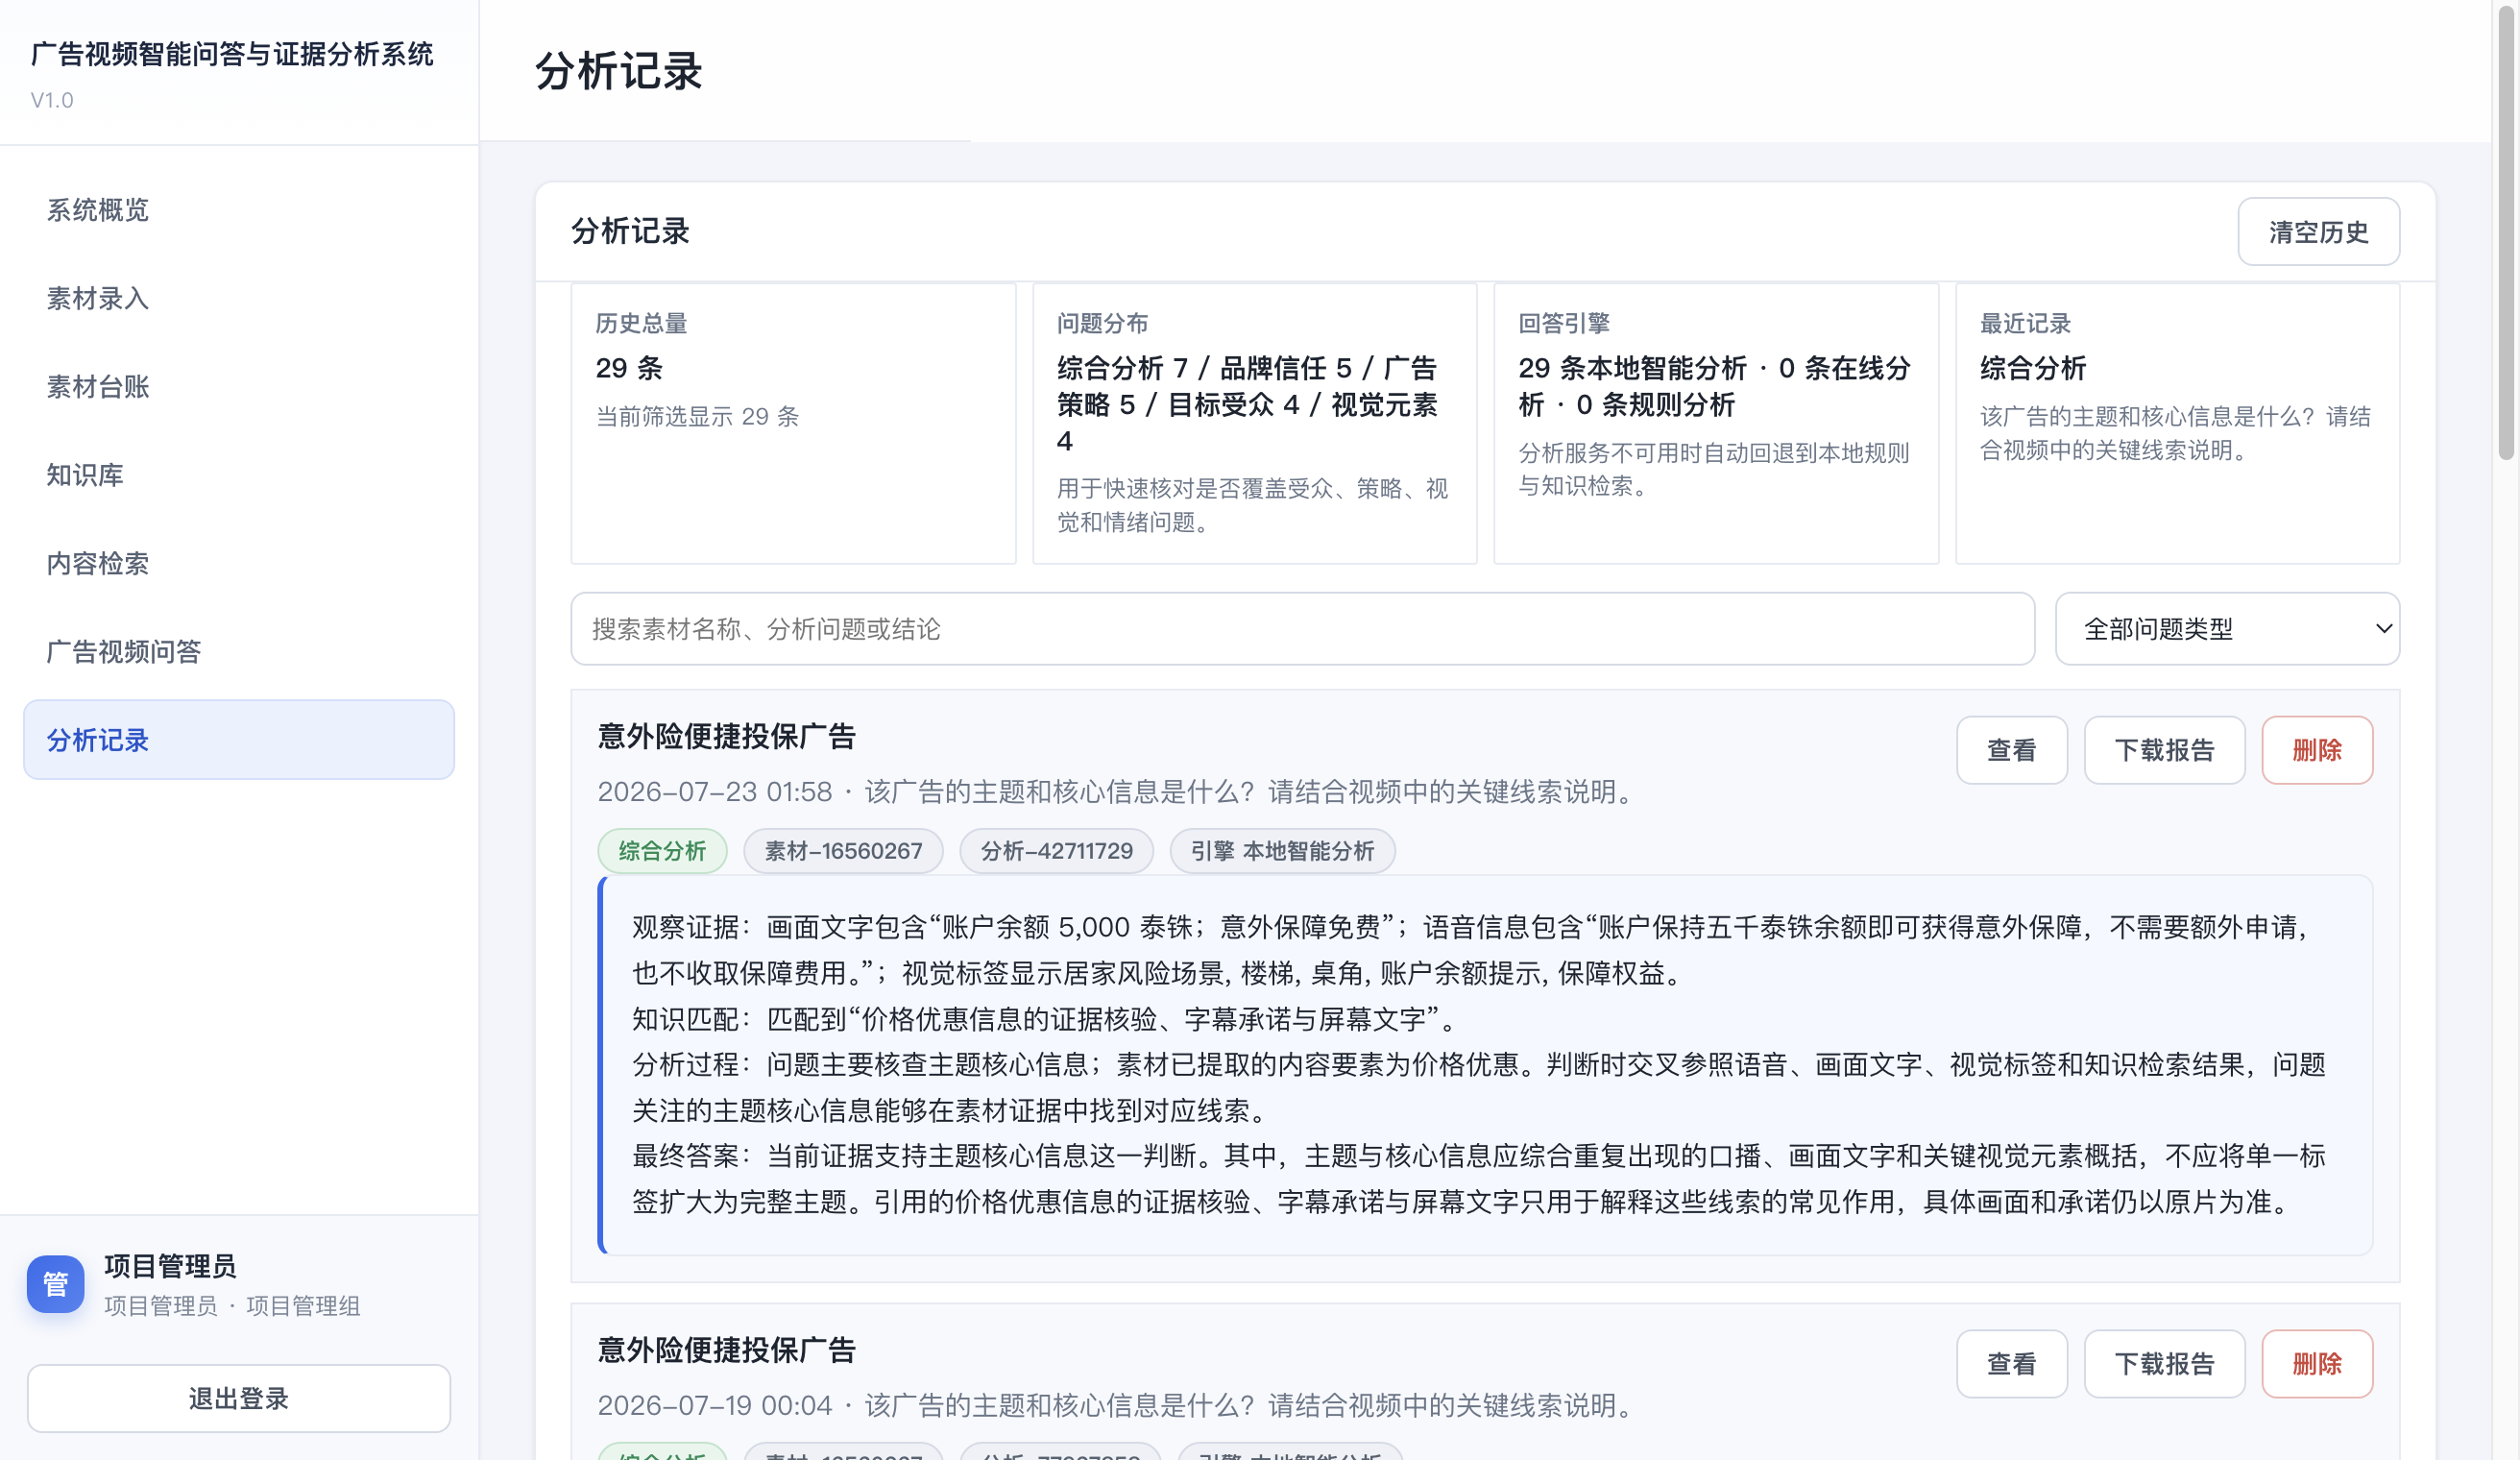 广告视频智能问答与证据分析系统
V1.0
系统概览
素材录入
素材台账
知识库
内容检索
广告视频问答
分析记录
管
项目管理员
项目管理员 · 项目管理组
退出登录
分析记录
分析记录
清空历史
历史总量
29 条
当前筛选显示 29 条
问题分布
综合分析 7 / 品牌信任 5 / 广告
策略 5 / 目标受众 4 / 视觉元素
4
用于快速核对是否覆盖受众、策略、视
觉和情绪问题。
回答引擎
29 条本地智能分析 · 0 条在线分
析 · 0 条规则分析
分析服务不可用时自动回退到本地规则
与知识检索。
最近记录
综合分析
该广告的主题和核心信息是什么？请结
合视频中的关键线索说明。
搜索素材名称、分析问题或结论
全部问题类型
意外险便捷投保广告
查看
下载报告
删除
2026-07-23 01:58 · 该广告的主题和核心信息是什么？请结合视频中的关键线索说明。
综合分析
素材-16560267
分析-42711729
引擎 本地智能分析
观察证据：画面文字包含“账户余额 5,000 泰铢；意外保障免费”；语音信息包含“账户保持五千泰铢余额即可获得意外保障，不需要额外申请，
也不收取保障费用。”；视觉标签显示居家风险场景, 楼梯, 桌角, 账户余额提示, 保障权益。
知识匹配：匹配到“价格优惠信息的证据核验、字幕承诺与屏幕文字”。
分析过程：问题主要核查主题核心信息；素材已提取的内容要素为价格优惠。判断时交叉参照语音、画面文字、视觉标签和知识检索结果，问题
关注的主题核心信息能够在素材证据中找到对应线索。
最终答案：当前证据支持主题核心信息这一判断。其中，主题与核心信息应综合重复出现的口播、画面文字和关键视觉元素概括，不应将单一标
签扩大为完整主题。引用的价格优惠信息的证据核验、字幕承诺与屏幕文字只用于解释这些线索的常见作用，具体画面和承诺仍以原片为准。
意外险便捷投保广告
查看
下载报告
删除
2026-07-19 00:04 · 该广告的主题和核心信息是什么？请结合视频中的关键线索说明。
综合分析
素材-16560267
引擎 本地智能分析